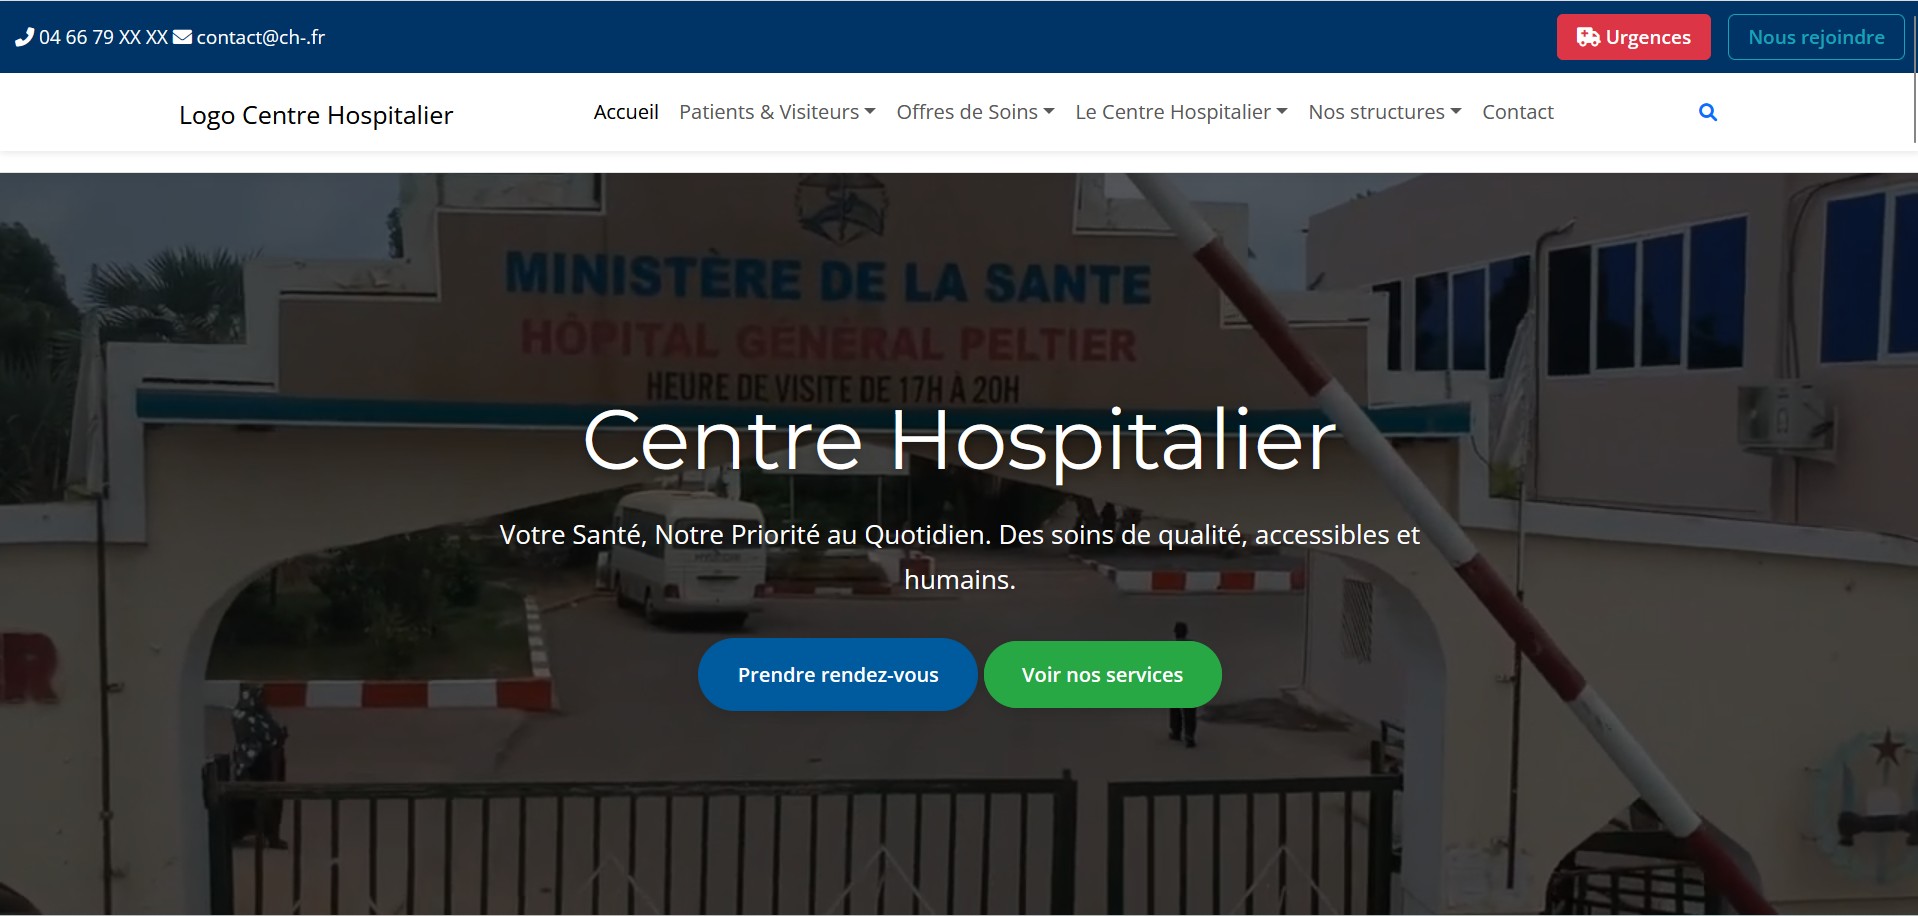 04 66 79 XX XX contact@ch-.fr
Urgences
Nous rejoindre
Logo Centre Hospitalier
Accueil
Patients & Visiteurs
Offres de Soins
Le Centre Hospitalier
Nos structures
Contact
MINISTÈRE DE LA SANTE
HÔPITAL GÉNÉRAL PELTIER
HEURE DE VISITE DE 17H À 20H
Centre Hospitalier
Votre Santé, Notre Priorité au Quotidien. Des soins de qualité, accessibles et
humains.
R
Prendre rendez-vous
Voir nos services